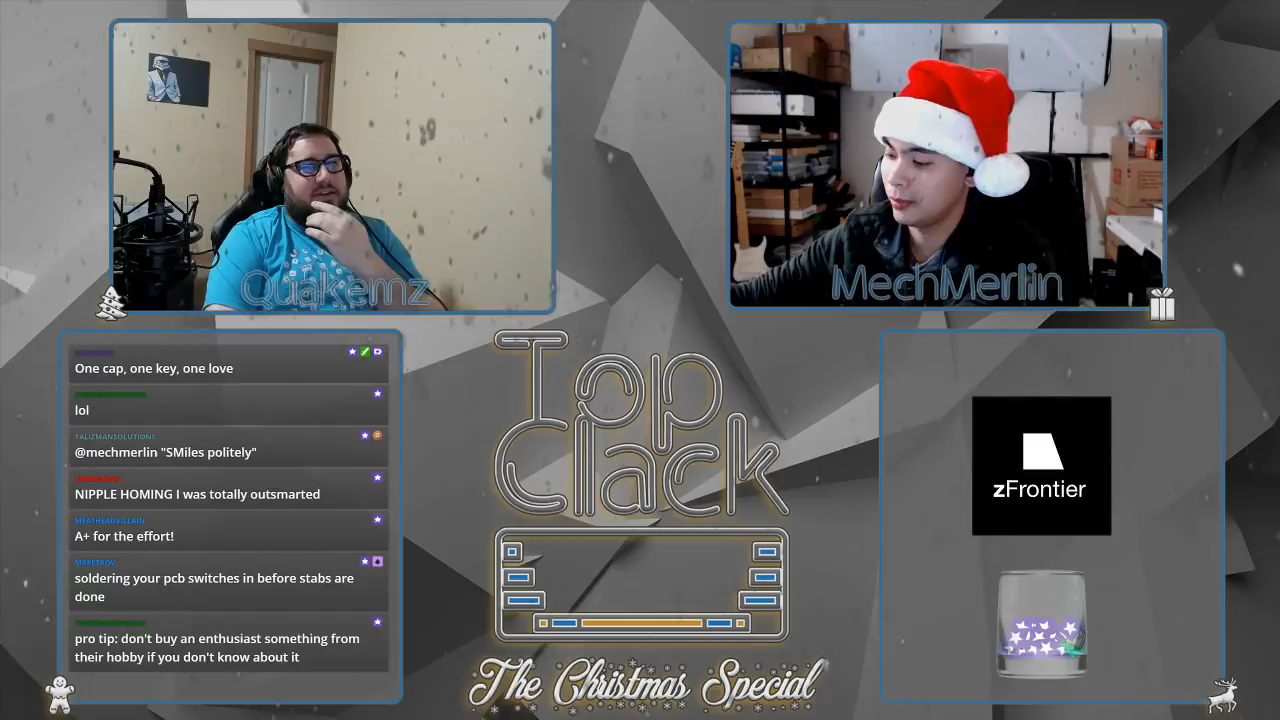 Quakemz
MechMerlin
One cap, one key, one love
lol
TALIZMANSOLUTIONS
@mechmerlin "SMiles politely"
NIPPLE HOMING I was totally outsmarted
MEATHEADVILLAIN
A+ for the effort!
MRPETROV
soldering your pcb switches in before stabs are
done
pro tip: don't buy an enthusiast something from
their hobby if you don't know about it
Top
Clack
The Christmas Special
zFrontier